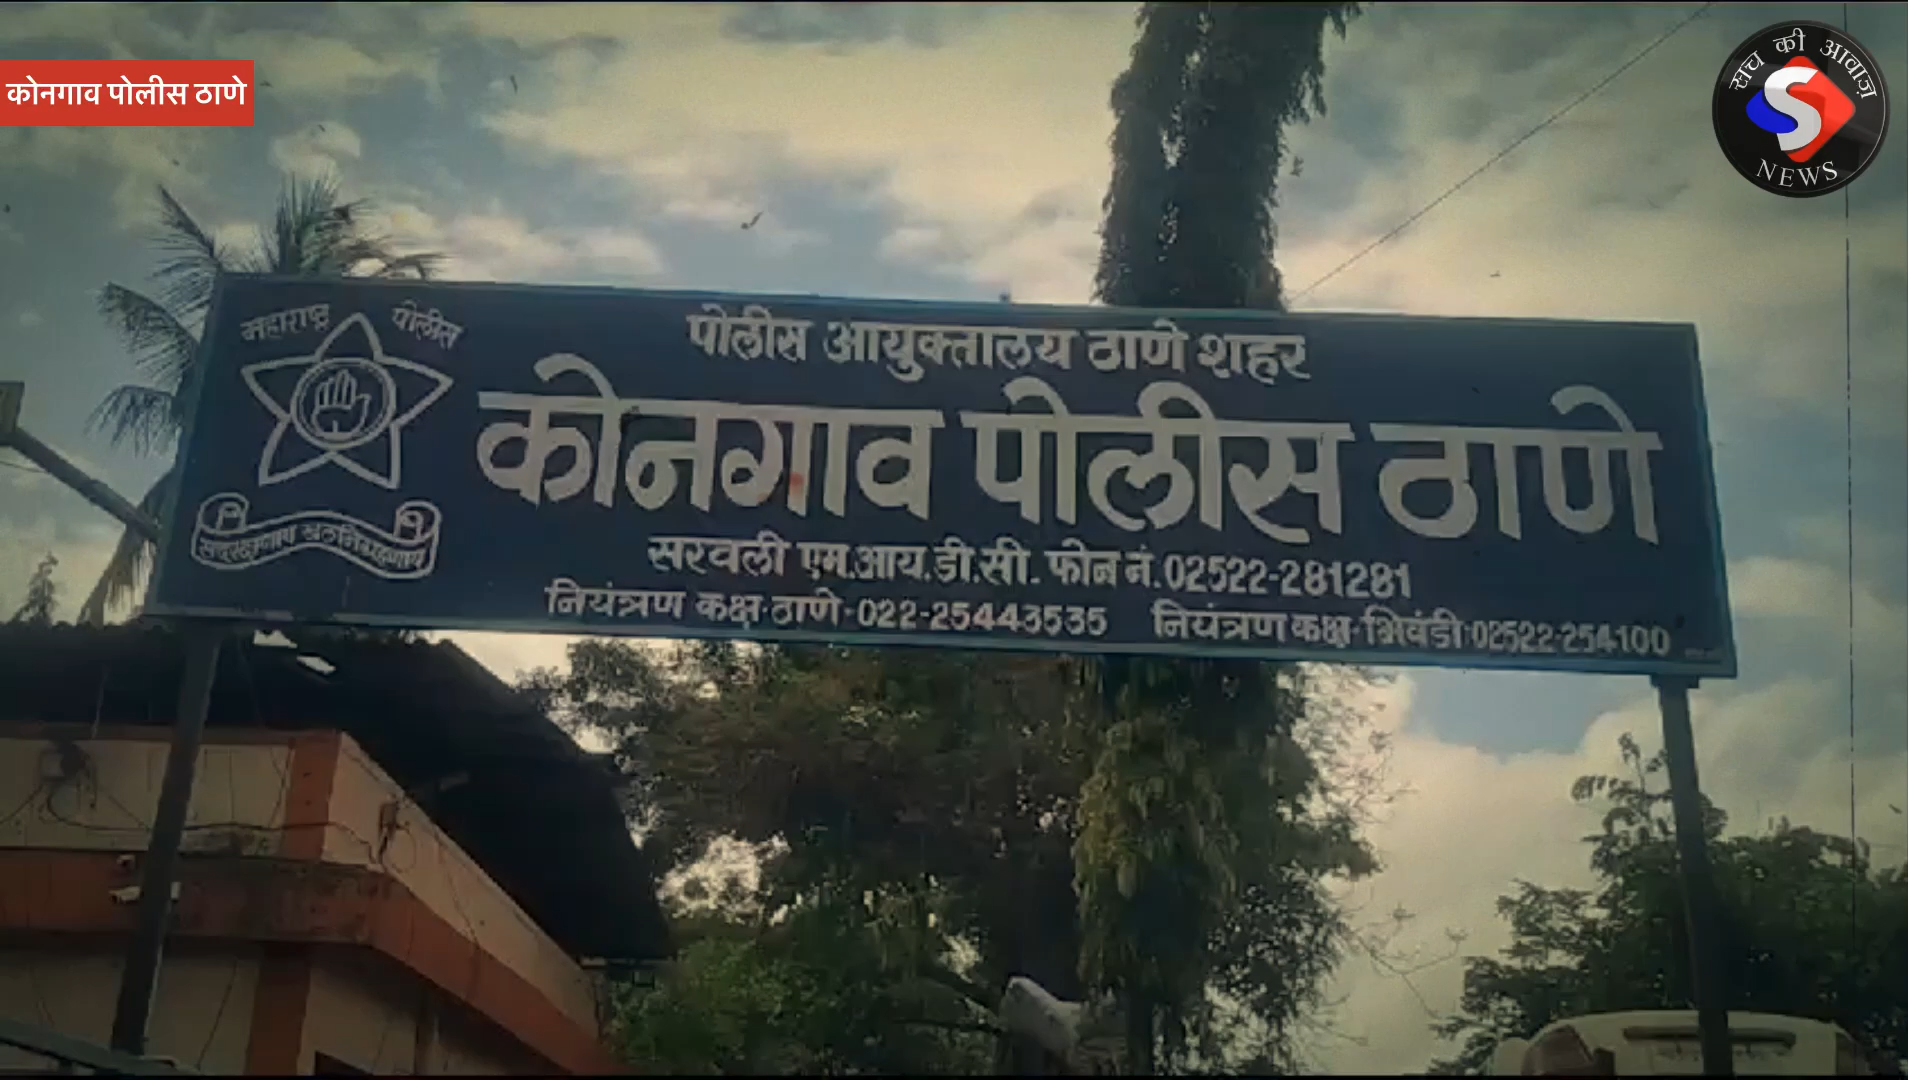 कोनगाव पोलीस ठाणे
सच की आवाज़
S
NEWS
महाराष्ट्र पोलीस
पोलीस आयुक्तालय ठाणे शहर
कोनगाव पोलीस ठाणे
सदरक्षणाय खलनिग्रहणाय
सरवली एम.आय.डी.सी. फोन नं.02522-281281
नियंत्रण कक्ष-ठाणे-022-25443535 नियंत्रण कक्ष-भिवंडी:02522-254100